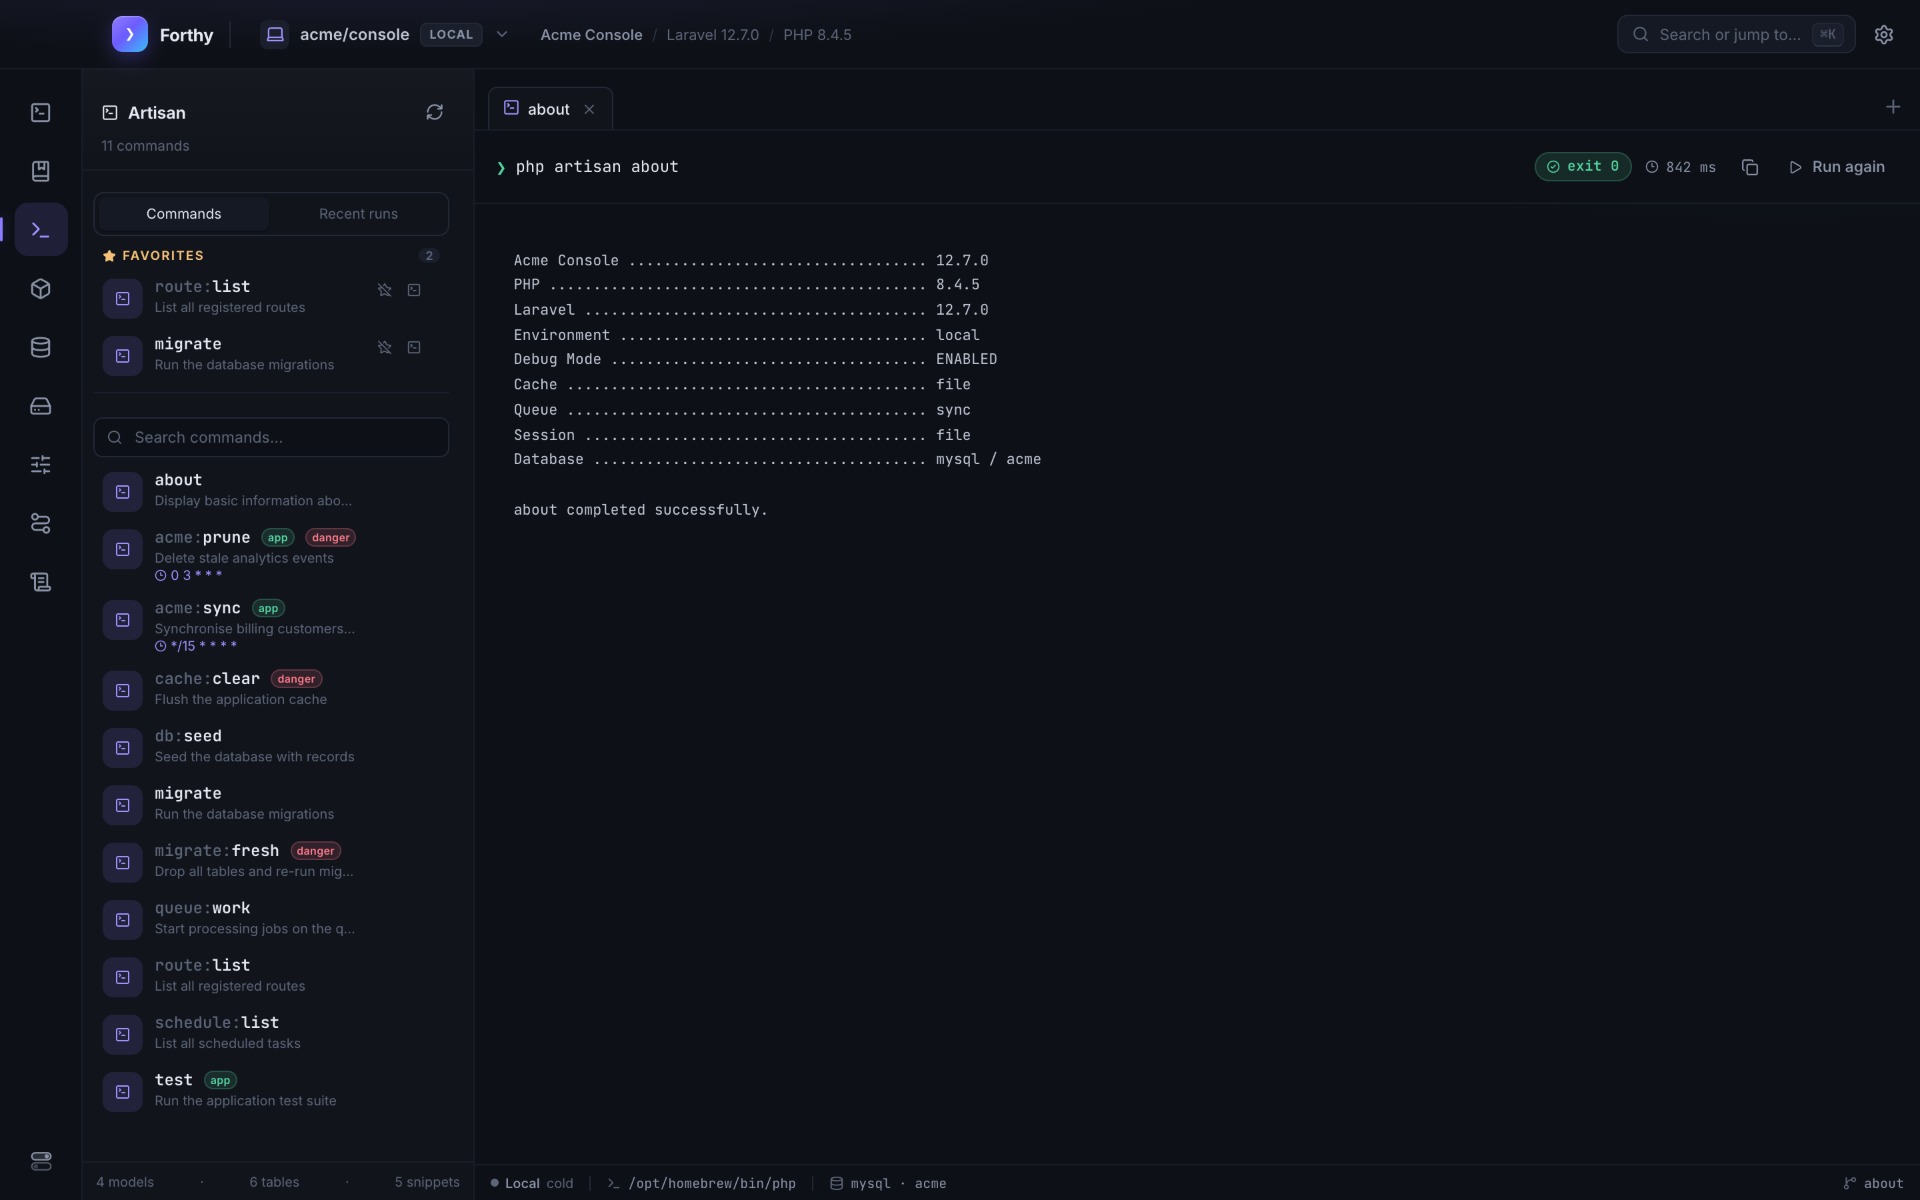 Forthy
acme/console LOCAL
Acme Console / Laravel 12.7.0 / PHP 8.4.5
Search or jump to... ⌘K
Artisan
11 commands
Commands
Recent runs
FAVORITES 2
route:list
List all registered routes
migrate
Run the database migrations
Search commands...
about
Display basic information abo...
acme:prune app danger
Delete stale analytics events
0 3 * * *
acme:sync app
Synchronise billing customers...
*/15 * * * *
cache:clear danger
Flush the application cache
db:seed
Seed the database with records
migrate
Run the database migrations
migrate:fresh danger
Drop all tables and re-run mig...
queue:work
Start processing jobs on the q...
route:list
List all registered routes
schedule:list
List all scheduled tasks
test app
Run the application test suite
4 models · 6 tables · 5 snippets
about
❯ php artisan about
exit 0
842 ms
Run again
Acme Console .................................. 12.7.0
PHP ........................................... 8.4.5
Laravel ....................................... 12.7.0
Environment ................................... local
Debug Mode .................................... ENABLED
Cache ......................................... file
Queue ......................................... sync
Session ....................................... file
Database ...................................... mysql / acme
about completed successfully.
Local cold
/opt/homebrew/bin/php
mysql · acme
about